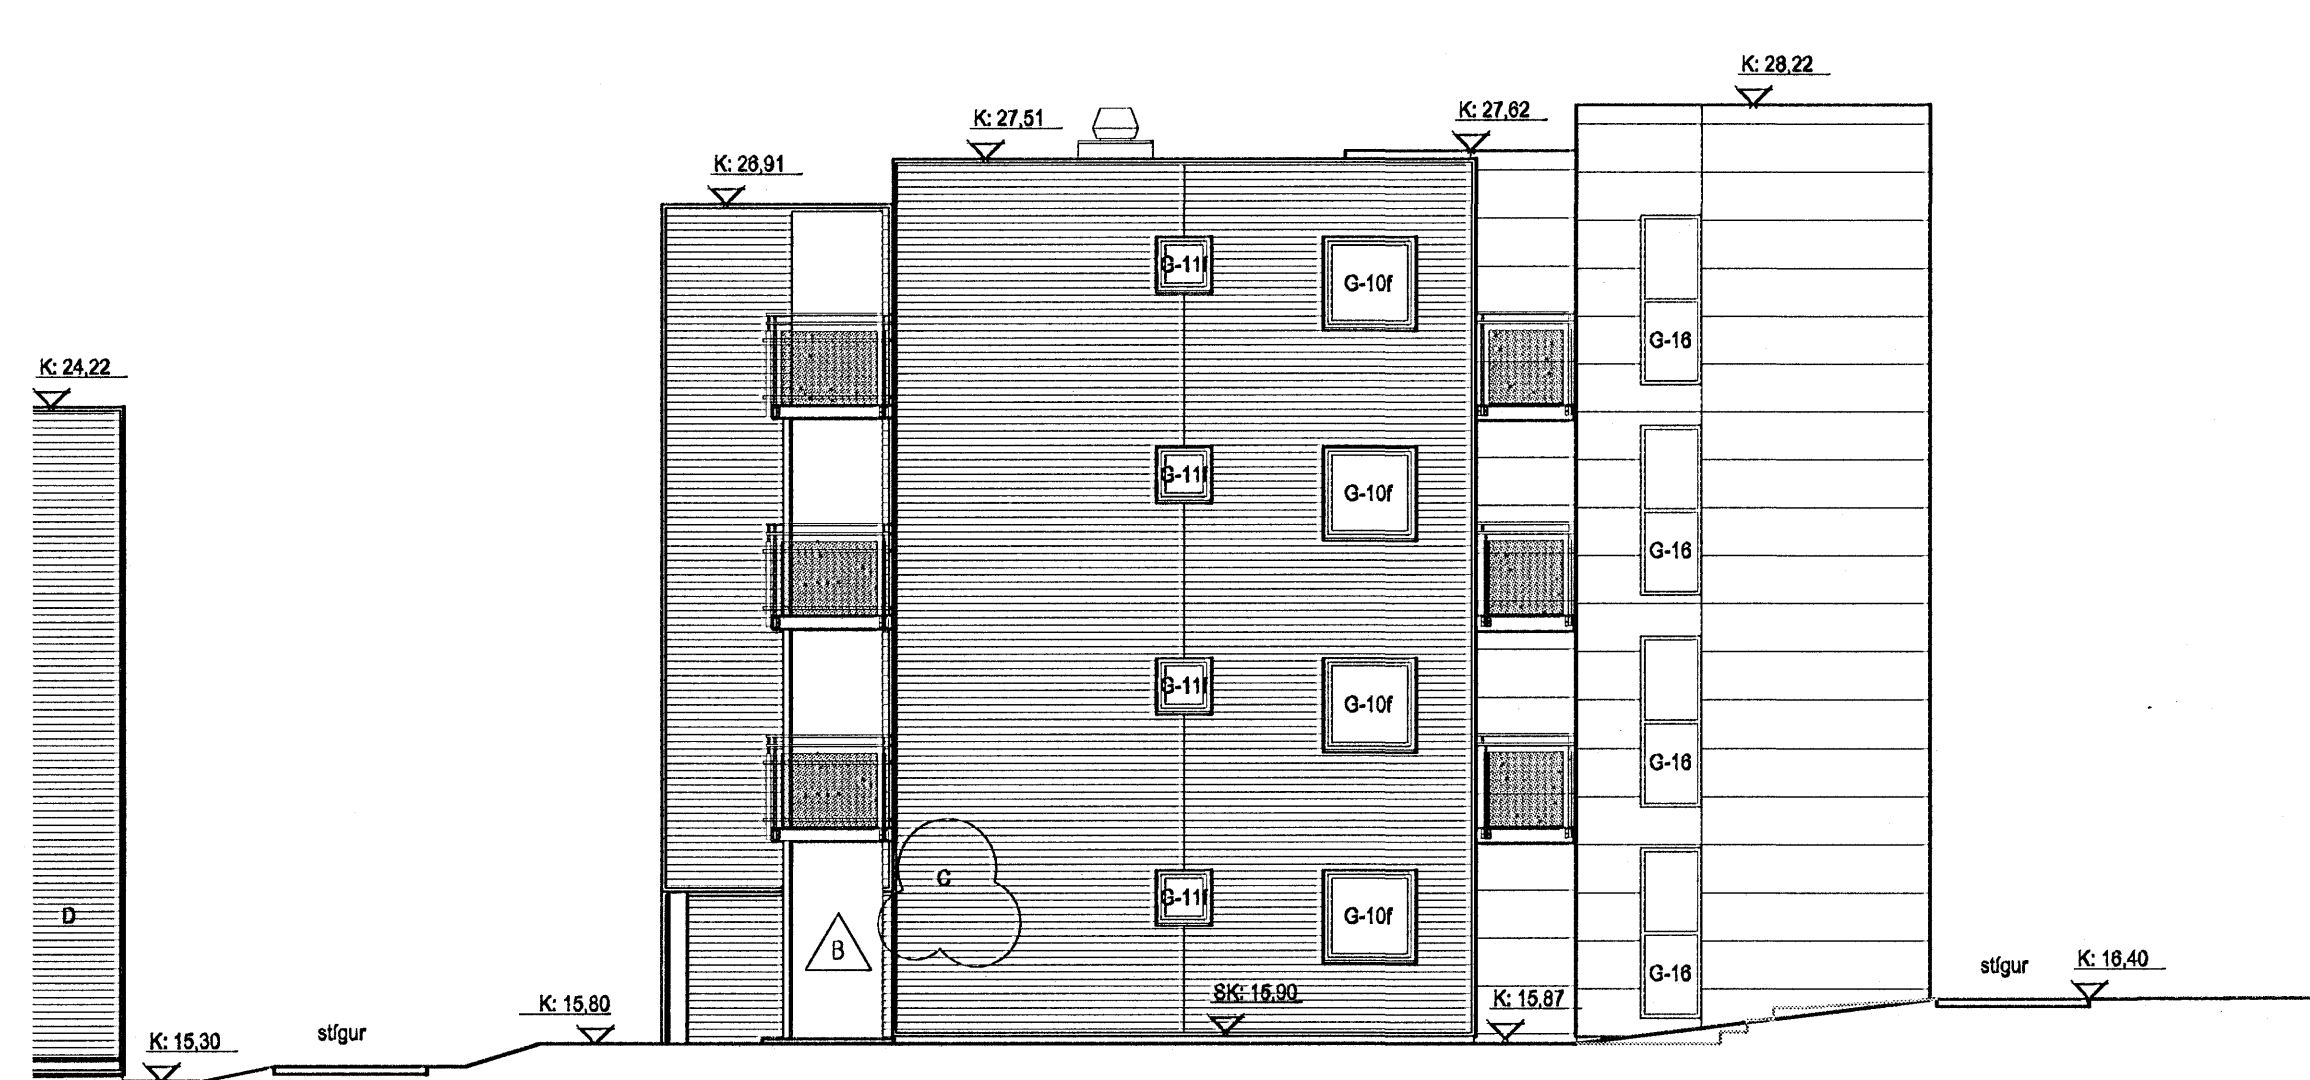 K: 28,22
K: 27,62
K: 27,51
K: 26,91
G-11f
G-10f
G-16
K: 24,22
G-11f
G-10f
G-16
G-11f
G-10f
G-16
C
G-11f
G-10f
D
B
G-16
stígur
K: 16,40
SK: 15,90
K: 15,87
K: 15,80
stígur
K: 15,30